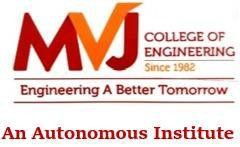 MVJ
COLLEGE OF
ENGINEERING
Since 1982
Engineering A Better Tomorrow
An Autonomous Institute